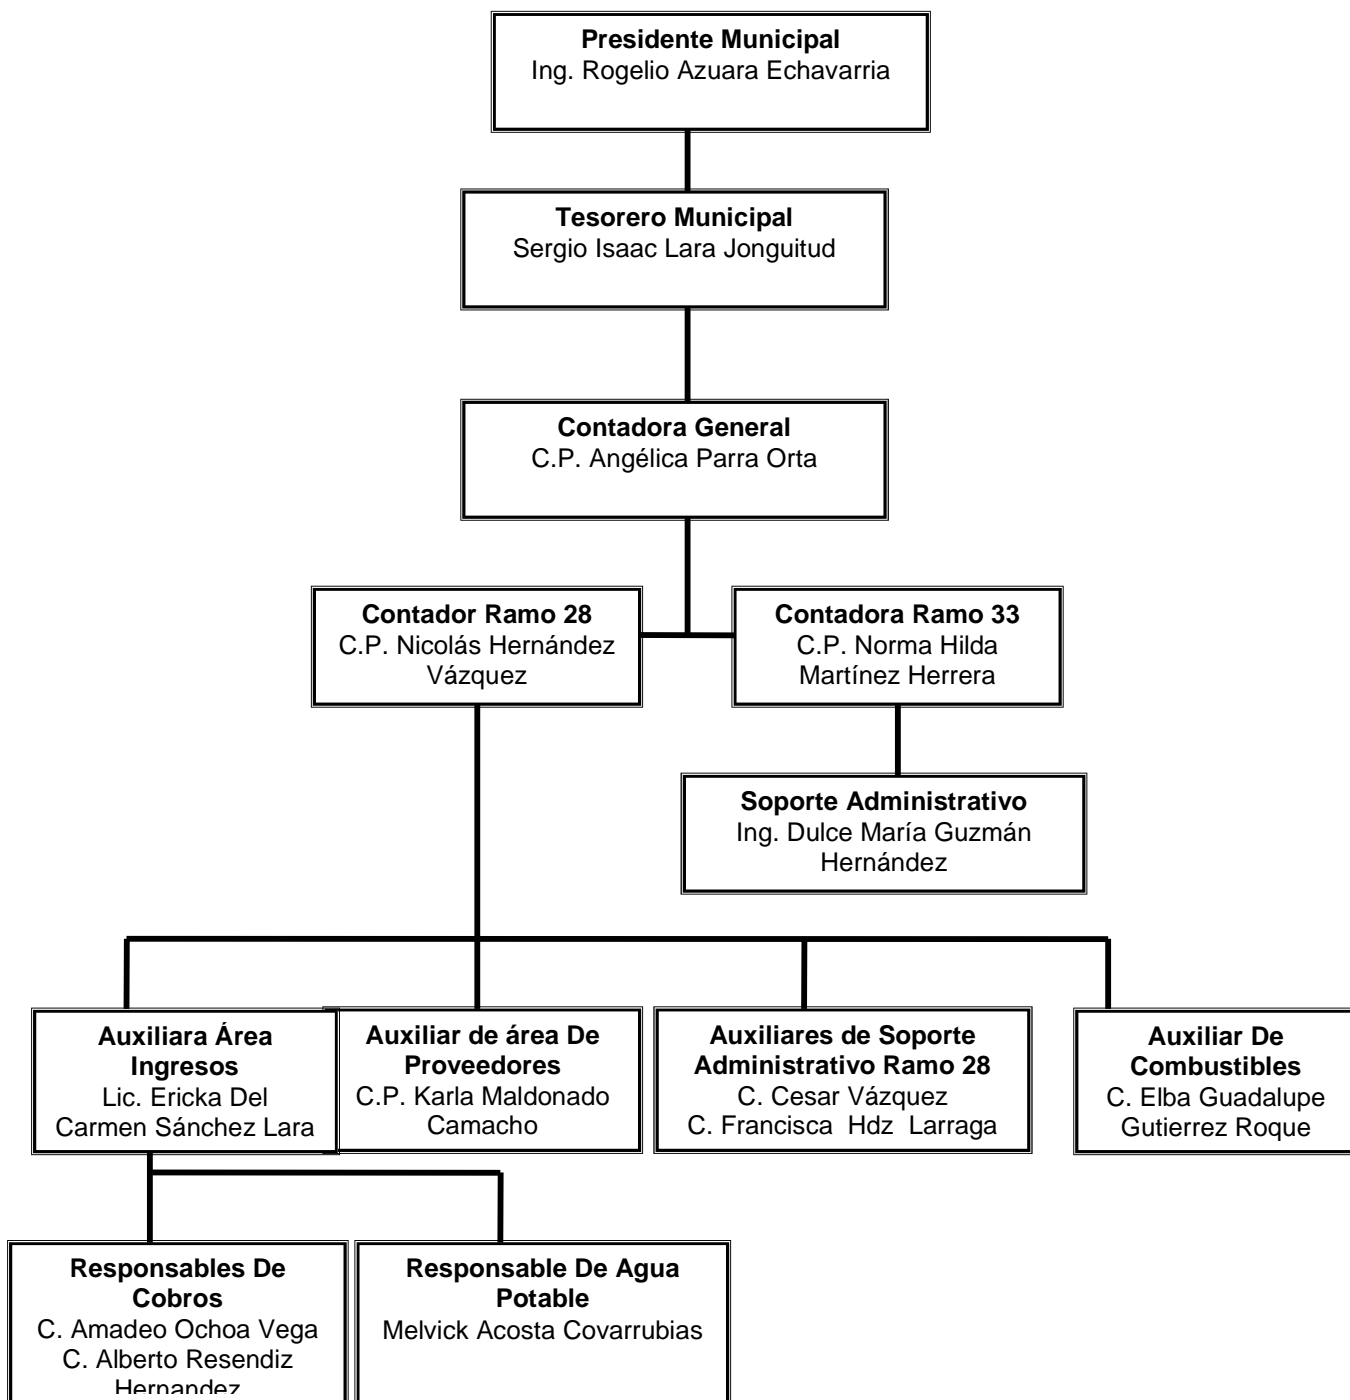 Presidente Municipal
Ing. Rogelio Azuara Echavarria
Tesorero Municipal
Sergio Isaac Lara Jonguitud
Contadora General
C.P. Angélica Parra Orta
Contador Ramo 28
C.P. Nicolás Hernández
Vázquez
Contadora Ramo 33
C.P. Norma Hilda
Martínez Herrera
Soporte Administrativo
Ing. Dulce María Guzmán
Hernández
Auxiliara Área
Ingresos
Lic. Ericka Del
Carmen Sánchez Lara
Auxiliar de área De
Proveedores
C.P. Karla Maldonado
Camacho
Auxiliares de Soporte
Administrativo Ramo 28
C. Cesar Vázquez
C. Francisca  Hdz  Larraga
Auxiliar De
Combustibles
C. Elba Guadalupe
Gutierrez Roque
Responsables De
Cobros
C. Amadeo Ochoa Vega
C. Alberto Resendiz
Hernandez
Responsable De Agua
Potable
Melvick Acosta Covarrubias